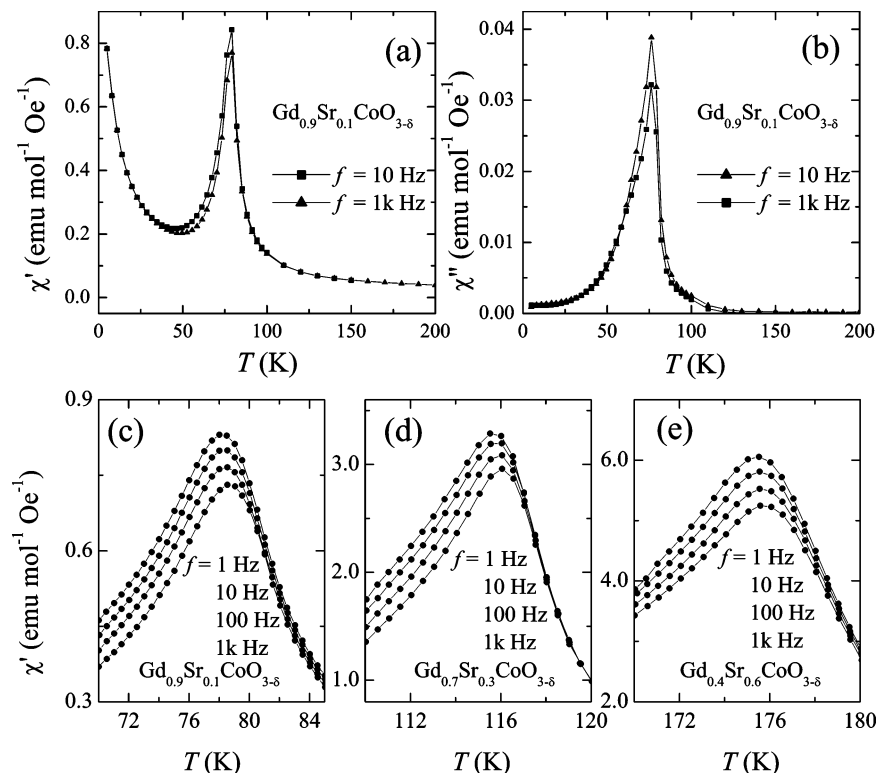 (a)
Gd0.9Sr0.1CoO3-δ
f = 10 Hz
f = 1k Hz
χ' (emu mol-1 Oe-1)
0.8
0.6
0.4
0.2
0.0
0 50 100 150 200
T (K)
(b)
Gd0.9Sr0.1CoO3-δ
f = 10 Hz
f = 1k Hz
χ" (emu mol-1 Oe-1)
0.04
0.03
0.02
0.01
0.00
0 50 100 150 200
T (K)
(c)
f = 1 Hz
10 Hz
100 Hz
1k Hz
Gd0.9Sr0.1CoO3-δ
χ' (emu mol-1 Oe-1)
0.9
0.6
0.3
72 76 80 84
T (K)
(d)
f = 1 Hz
10 Hz
100 Hz
1k Hz
Gd0.7Sr0.3CoO3-δ
3.0
2.0
1.0
112 116 120
T (K)
(e)
f = 1 Hz
10 Hz
100 Hz
1k Hz
Gd0.4Sr0.6CoO3-δ
6.0
4.0
2.0
172 176 180
T (K)